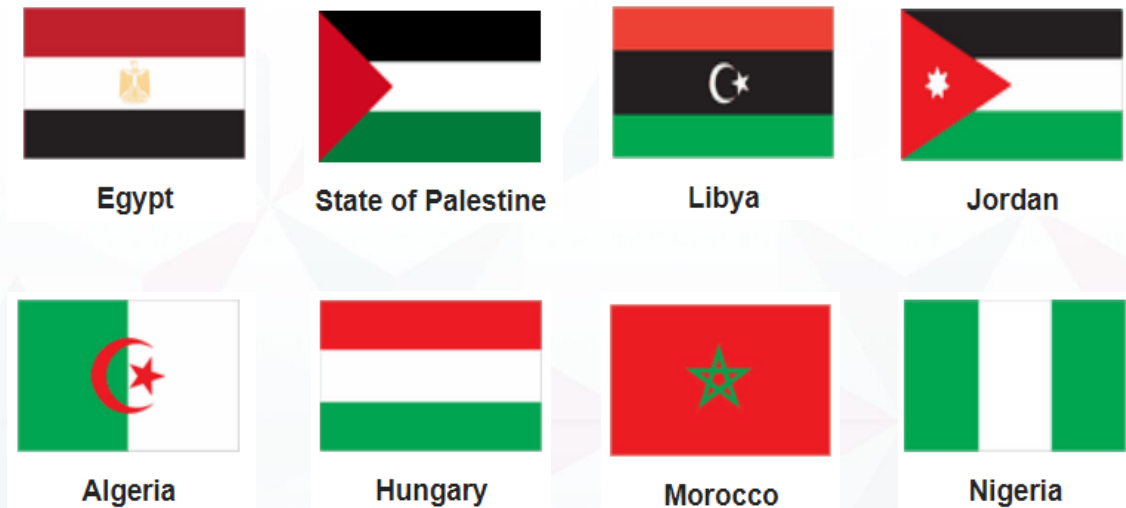 Egypt
State of Palestine
Libya
Jordan
Algeria
Hungary
Morocco
Nigeria